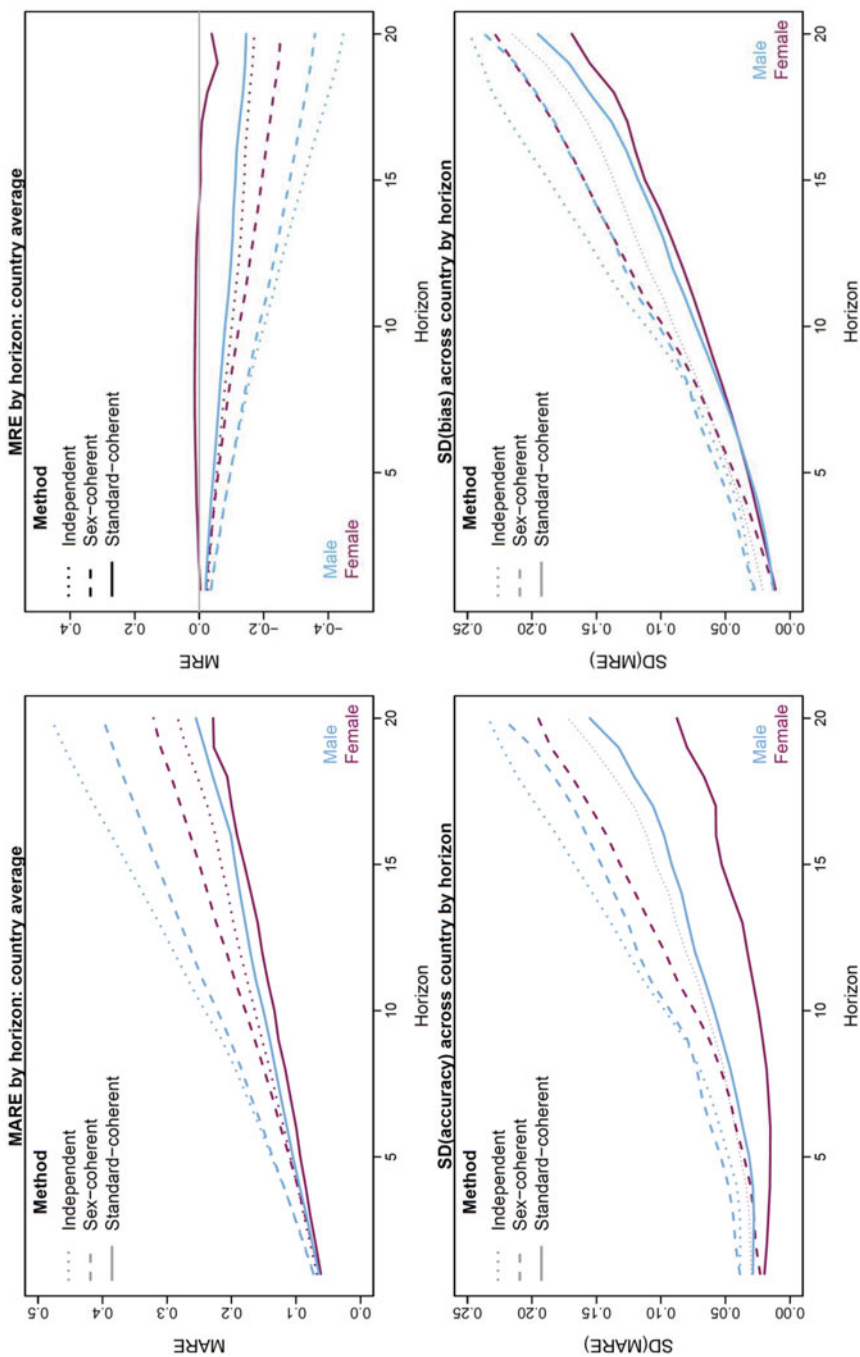 MARE by horizon: country average
MARE
0.1
0.2
0.3
0.4
0.5
Method
Independent
Sex−coherent
Standard−coherent
Male
Female
5
10
15
20
Horizon
MRE by horizon: country average
MRE
−0.4
−0.2
0.0
0.2
0.4
Method
Independent
Sex−coherent
Standard−coherent
Male
Female
5
10
15
20
Horizon
SD(accuracy) across country by horizon
SD(MARE)
0.00
0.05
0.10
0.15
0.20
0.25
Method
Independent
Sex−coherent
Standard−coherent
Male
Female
5
10
15
20
Horizon
SD(bias) across country by horizon
SD(MRE)
0.00
0.05
0.10
0.15
0.20
0.25
Method
Independent
Sex−coherent
Standard−coherent
Male
Female
5
10
15
20
Horizon